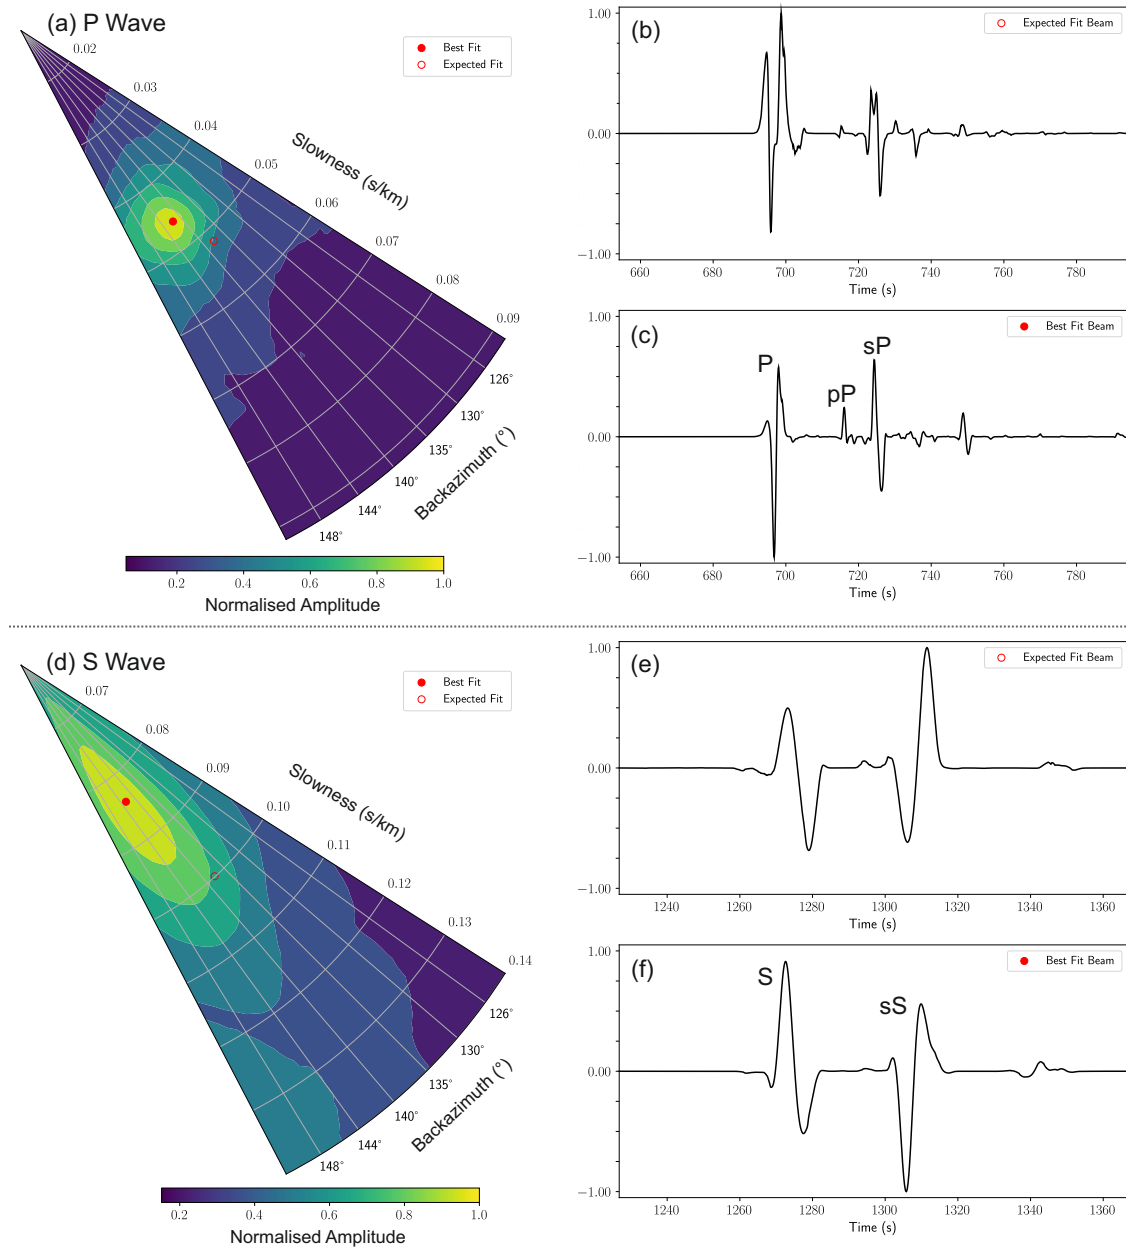 (a) P Wave
Best Fit
Expected Fit
0.02
0.03
0.04
0.05
0.06
0.07
0.08
0.09
Slowness (s/km)
126°
130°
135°
140°
144°
148°
Backazimuth (°)
0.2 0.4 0.6 0.8 1.0
Normalised Amplitude
(b)
Expected Fit Beam
1.00
0.00
−1.00
660 680 700 720 740 760 780
Time (s)
(c)
Best Fit Beam
P
pP
sP
1.00
0.00
−1.00
660 680 700 720 740 760 780
Time (s)
(d) S Wave
Best Fit
Expected Fit
0.07
0.08
0.09
0.10
0.11
0.12
0.13
0.14
Slowness (s/km)
126°
130°
135°
140°
144°
148°
Backazimuth (°)
0.2 0.4 0.6 0.8 1.0
Normalised Amplitude
(e)
Expected Fit Beam
1.00
0.00
−1.00
1240 1260 1280 1300 1320 1340 1360
Time (s)
(f)
Best Fit Beam
S
sS
1.00
0.00
−1.00
1240 1260 1280 1300 1320 1340 1360
Time (s)